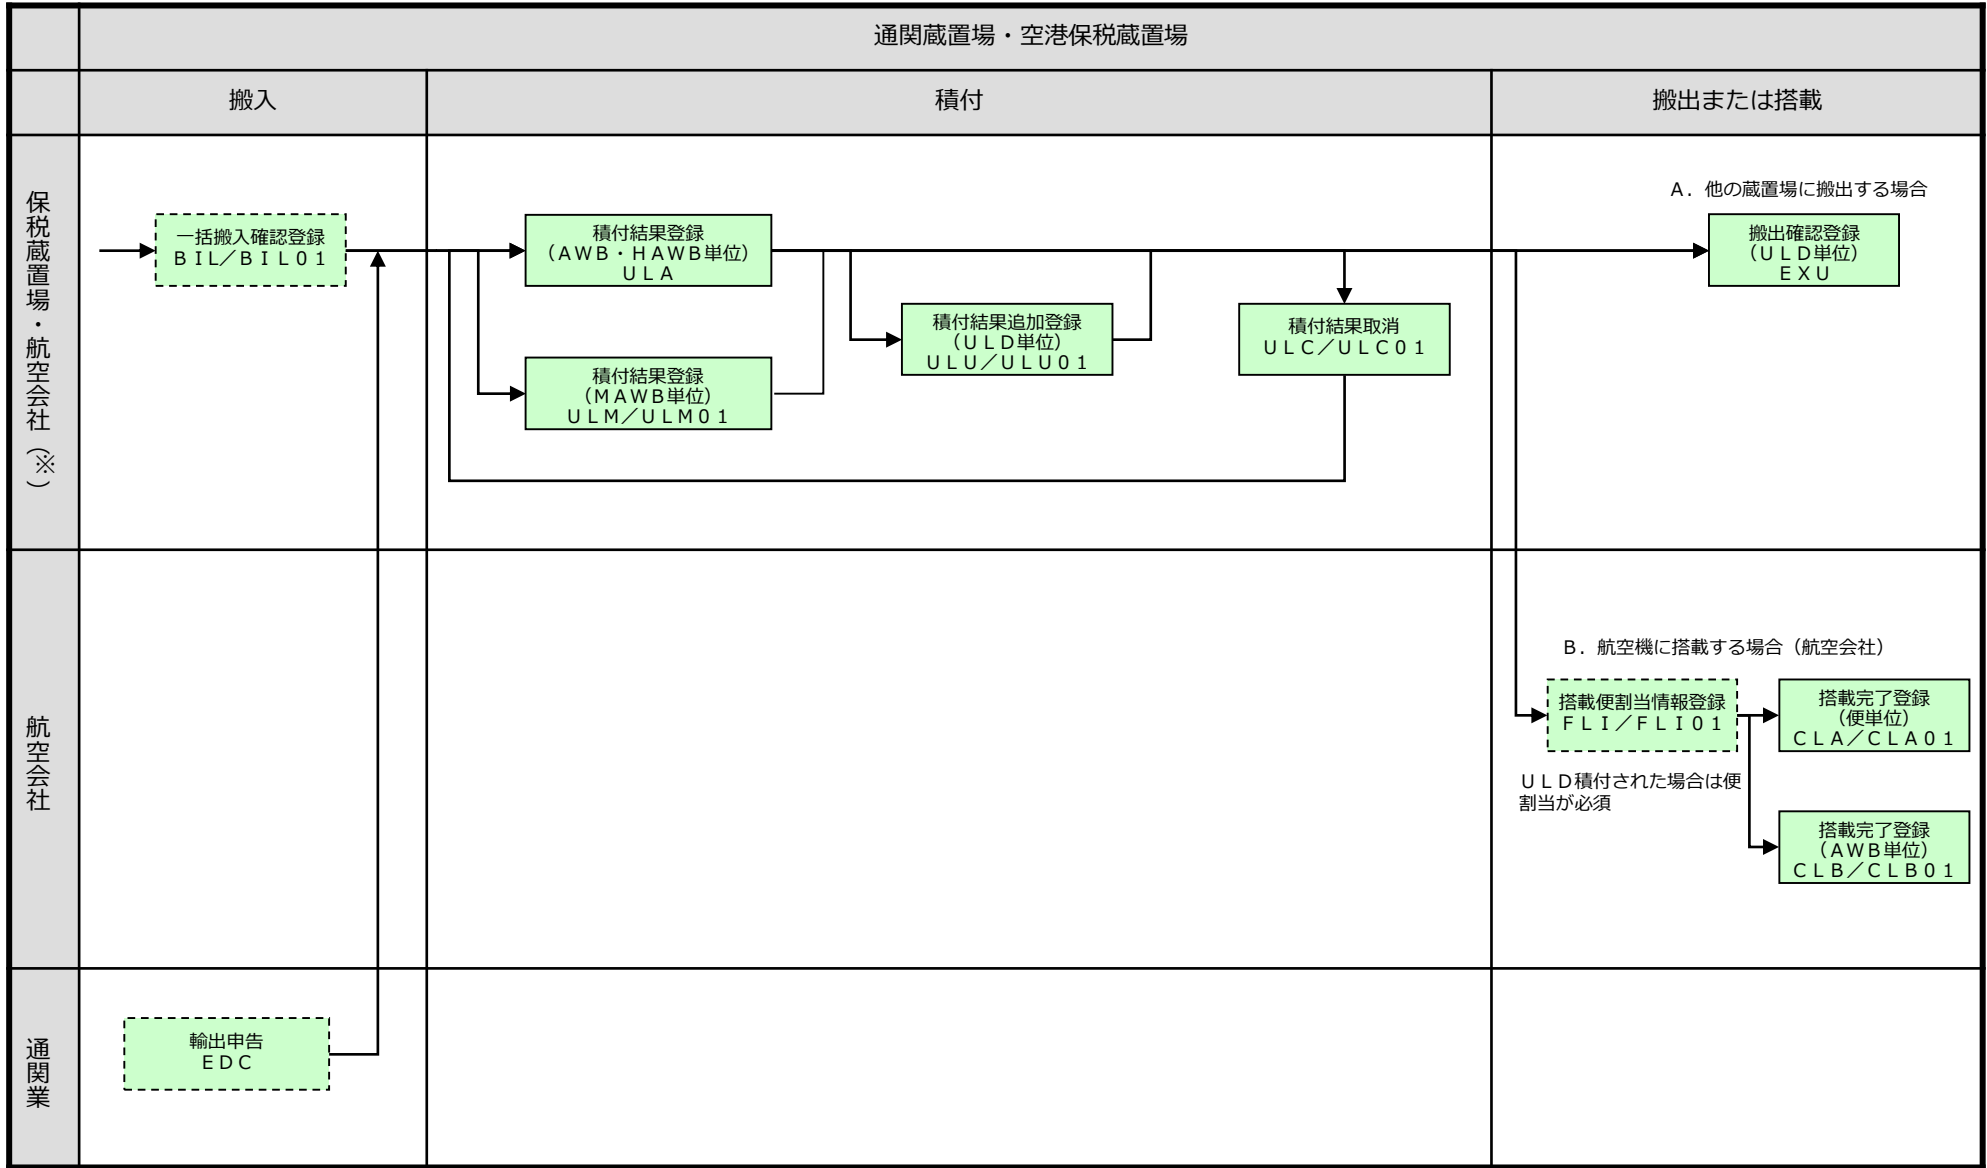 通関蔵置場・空港保税蔵置場
搬入
積付
搬出または搭載
保税蔵置場・航空会社（※）
一括搬入確認登録
ＢＩＬ／ＢＩＬ０１
積付結果登録
（ＡＷＢ・ＨＡＷＢ単位）
ＵＬＡ
積付結果登録
（ＭＡＷＢ単位）
ＵＬＭ／ＵＬＭ０１
積付結果追加登録
（ＵＬＤ単位）
ＵＬＵ／ＵＬＵ０１
積付結果取消
ＵＬＣ／ＵＬＣ０１
Ａ．他の蔵置場に搬出する場合
搬出確認登録
（ＵＬＤ単位）
ＥＸＵ
航空会社
Ｂ．航空機に搭載する場合（航空会社）
搭載便割当情報登録
ＦＬＩ／ＦＬＩ０１
ＵＬＤ積付された場合は便
割当が必須
搭載完了登録
（便単位）
ＣＬＡ／ＣＬＡ０１
搭載完了登録
（ＡＷＢ単位）
ＣＬＢ／ＣＬＢ０１
通関業
輸出申告
ＥＤＣ